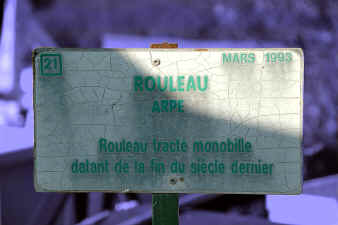 21 MARS 1993
ROULEAU
ARPE
Rouleau tracté monobille
datant de la fin du siècle dernier